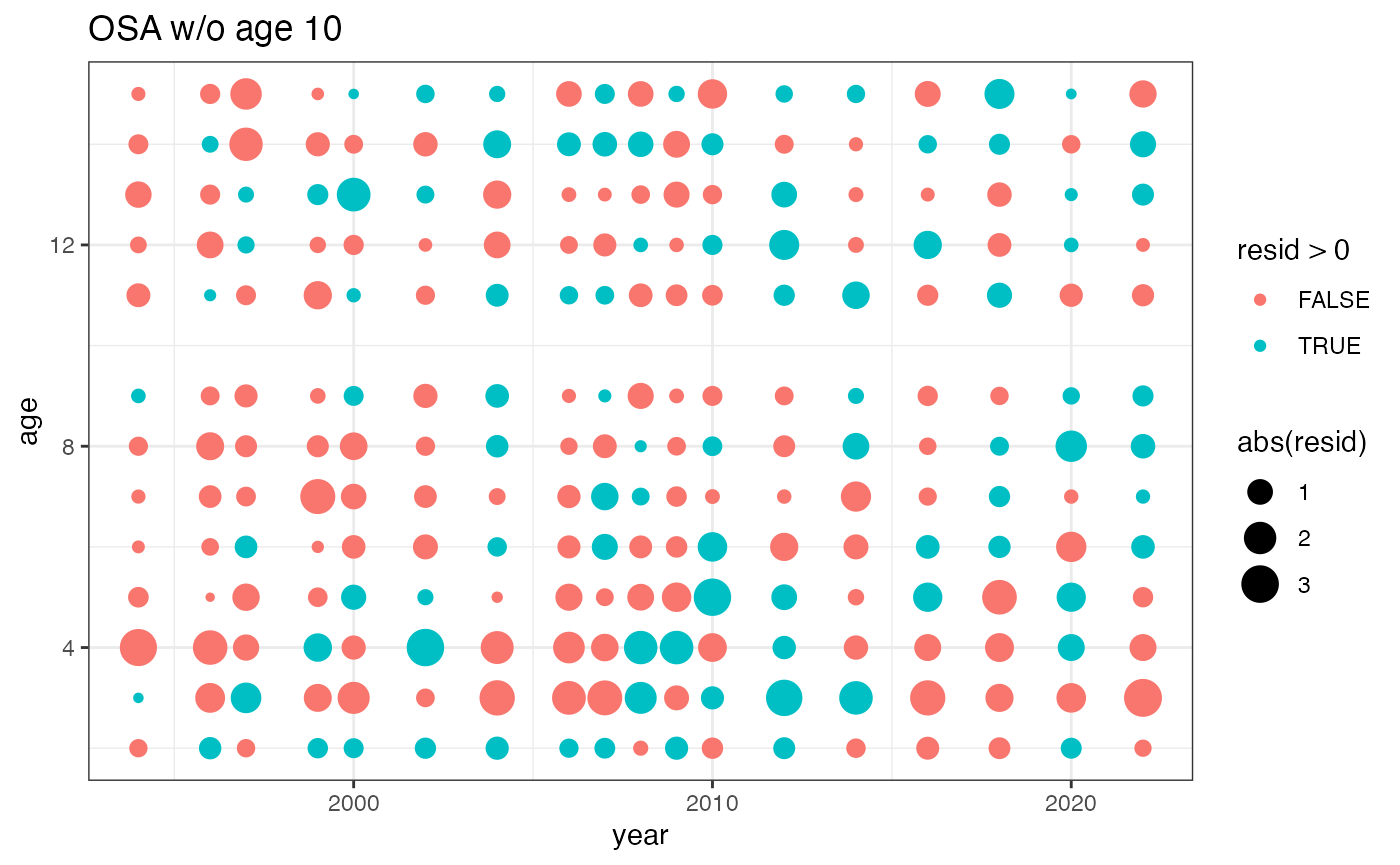 OSA w/o age 10
12
8
4
age
2000
2010
2020
year
resid > 0
FALSE
TRUE
abs(resid)
1
2
3